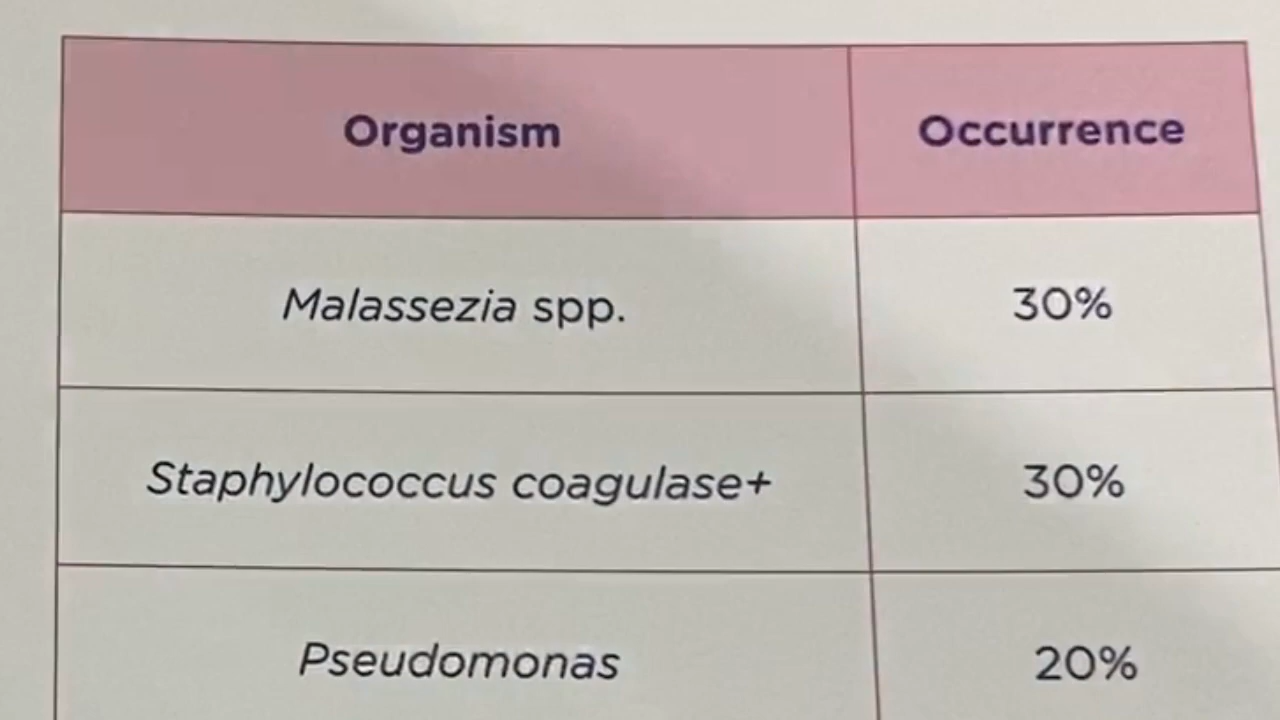 Organism Occurrence
Malassezia spp. 30%
Staphylococcus coagulase+ 30%
Pseudomonas 20%